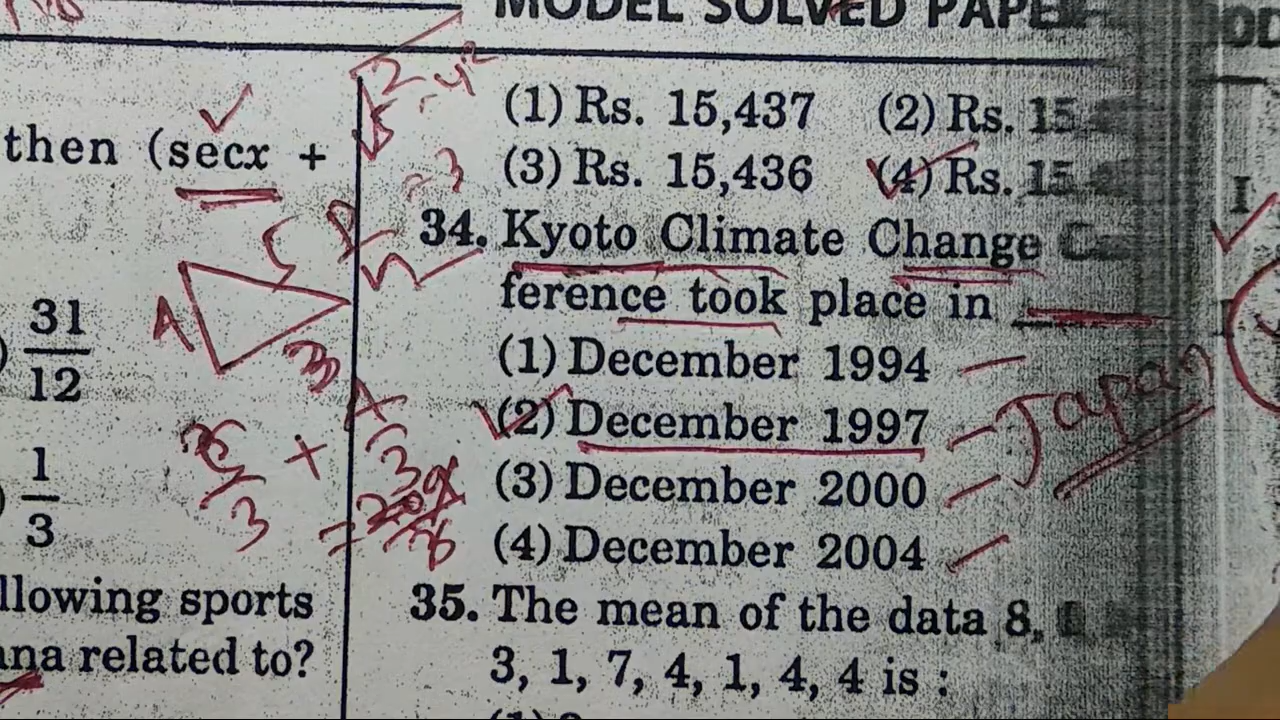 MODEL SOLVED PAPER
then (secx +
31
12
1
3
llowing sports
ana related to?
(1) Rs. 15,437 (2) Rs. 15
(3) Rs. 15,436 (4) Rs. 15
34. Kyoto Climate Change
ference took place in
(1) December 1994
(2) December 1997
Japan
(3) December 2000
(4) December 2004
35. The mean of the data 8,
3, 1, 7, 4, 1, 4, 4 is :